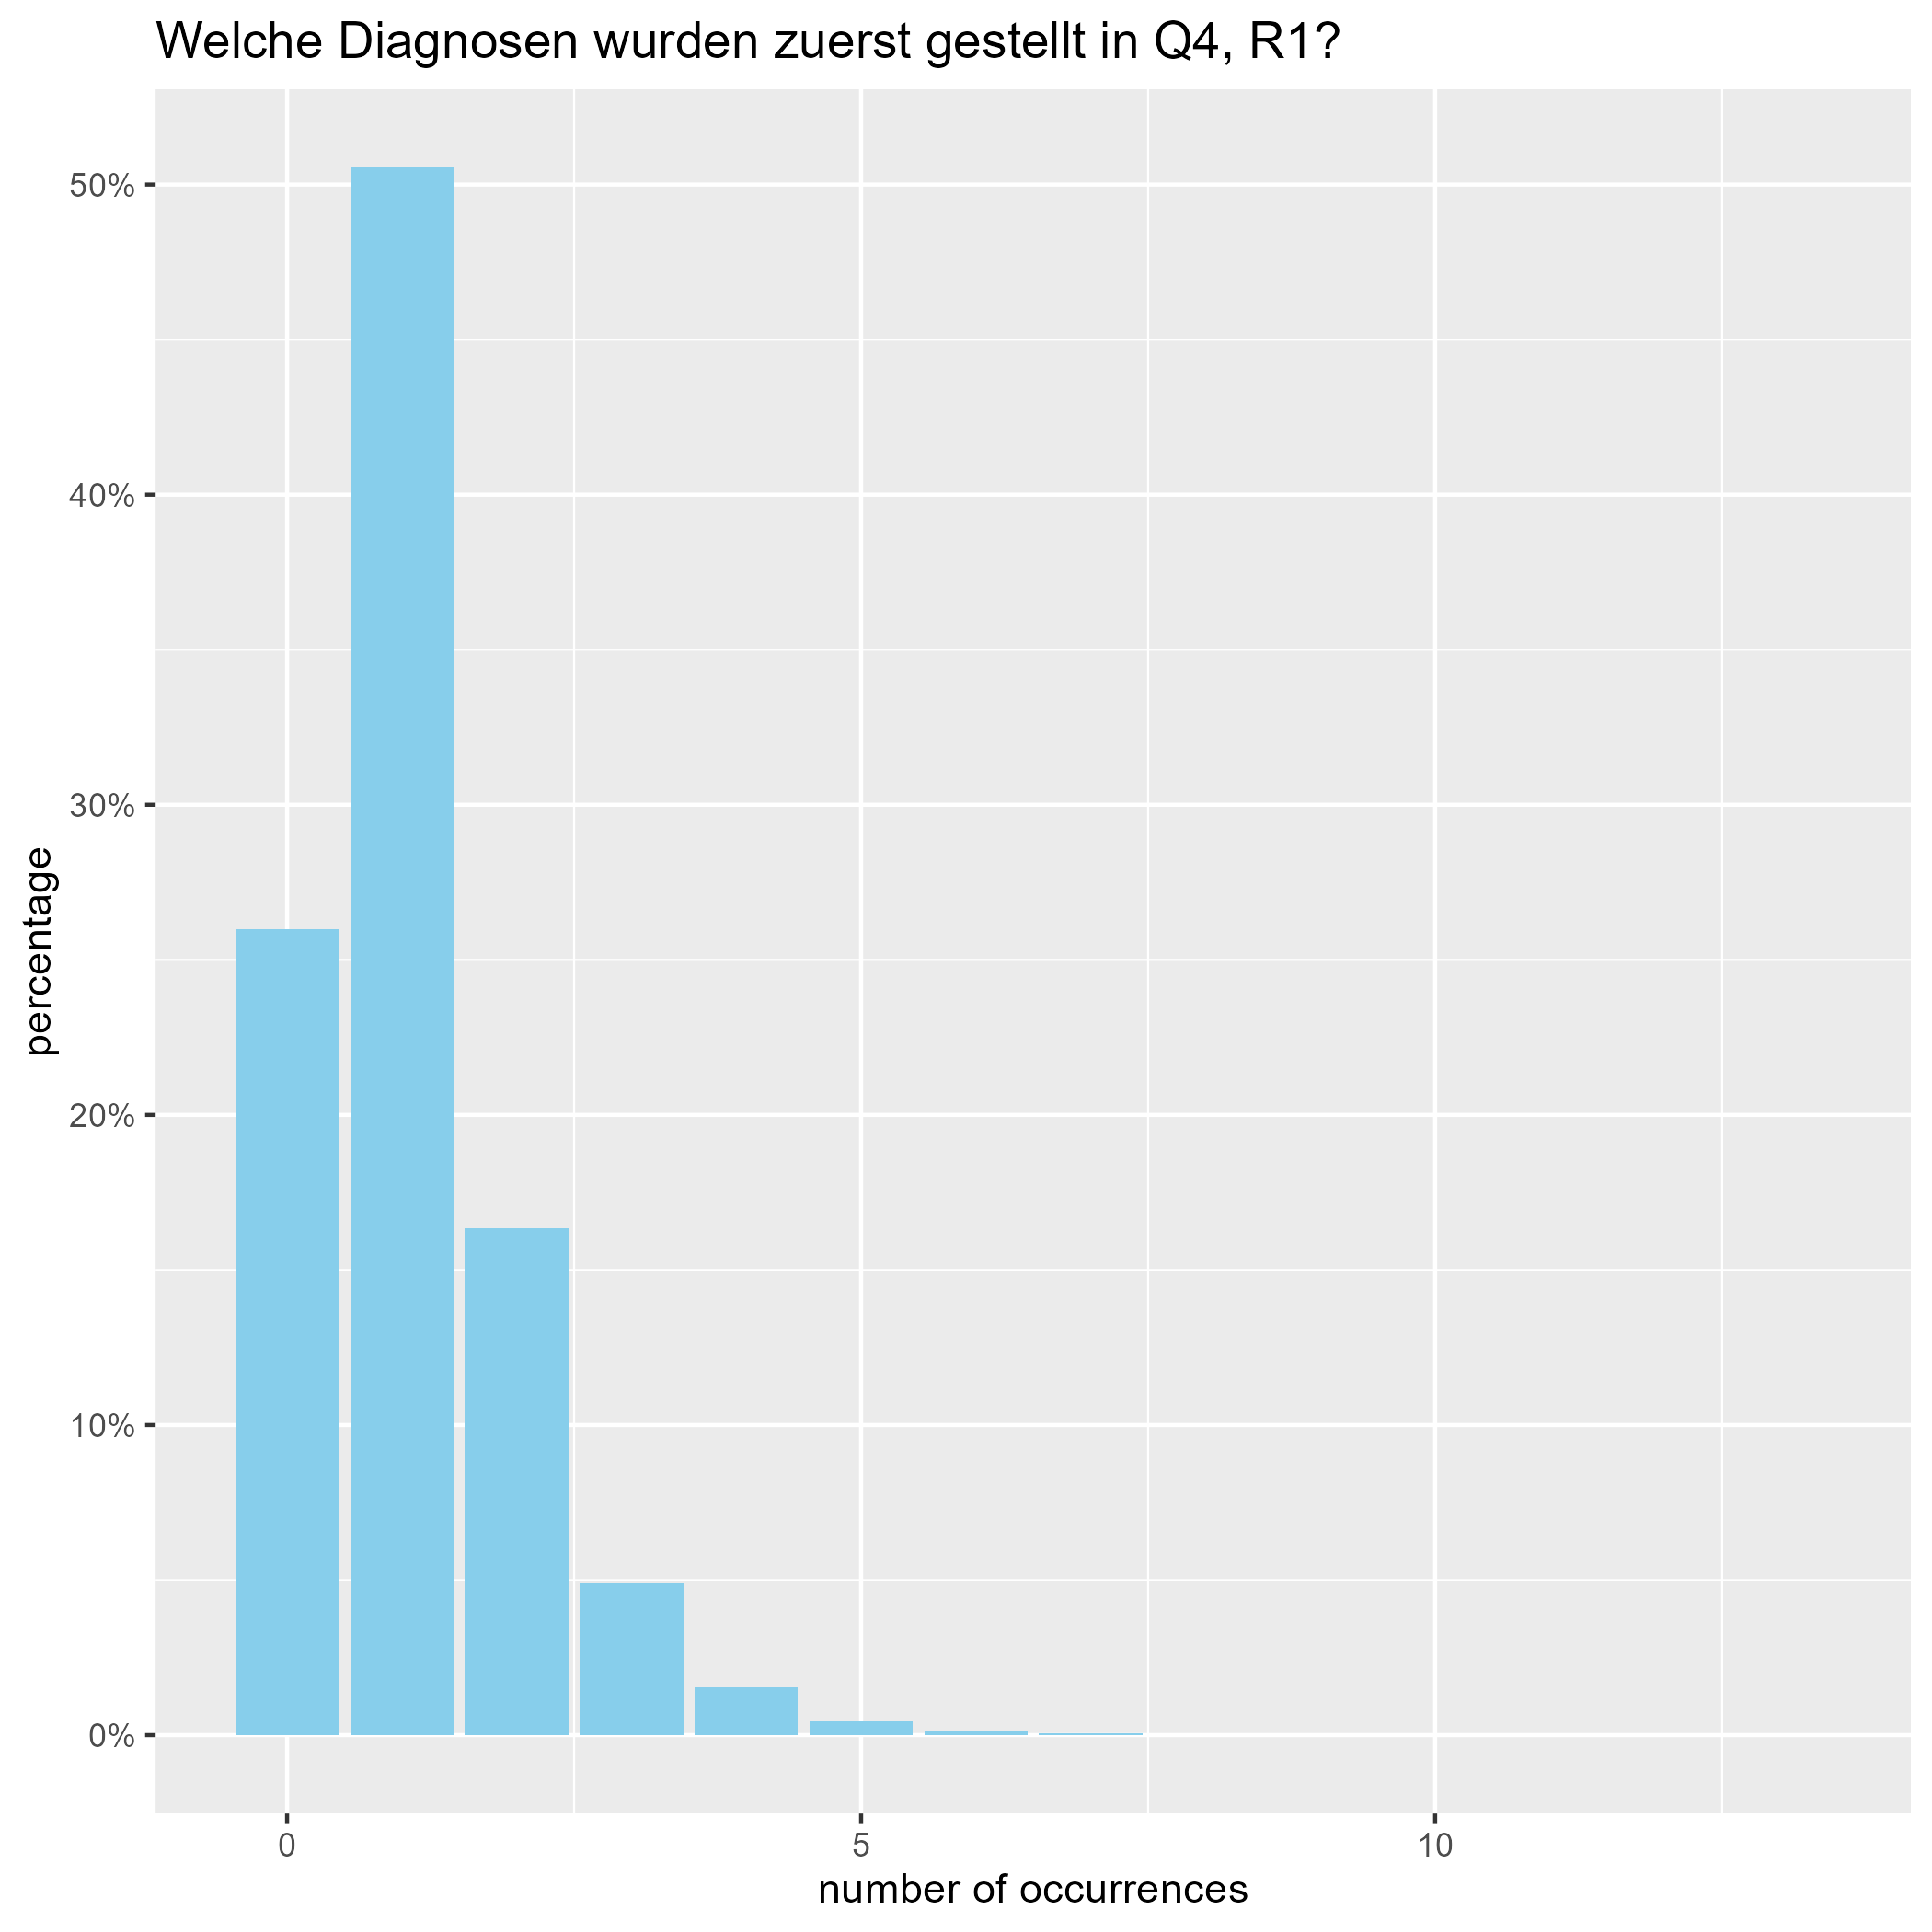 Welche Diagnosen wurden zuerst gestellt in Q4, R1?
50%
40%
30%
20%
10%
0%
percentage
0 5 10
number of occurrences